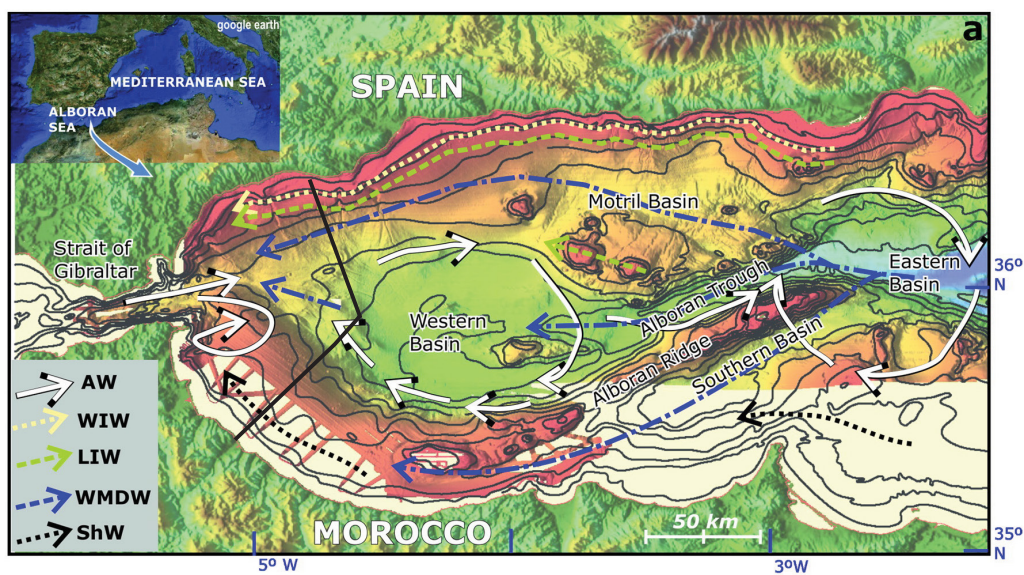 google earth
a
MEDITERRANEAN SEA
ALBORAN
SEA
SPAIN
Motril Basin
Strait of
Gibraltar
Eastern
Basin
36º
N
Alboran Trough
Western
Basin
Alboran Ridge
Southern Basin
AW
WIW
LIW
WMDW
ShW
MOROCCO
50 km
35º
N
5º W
3ºW